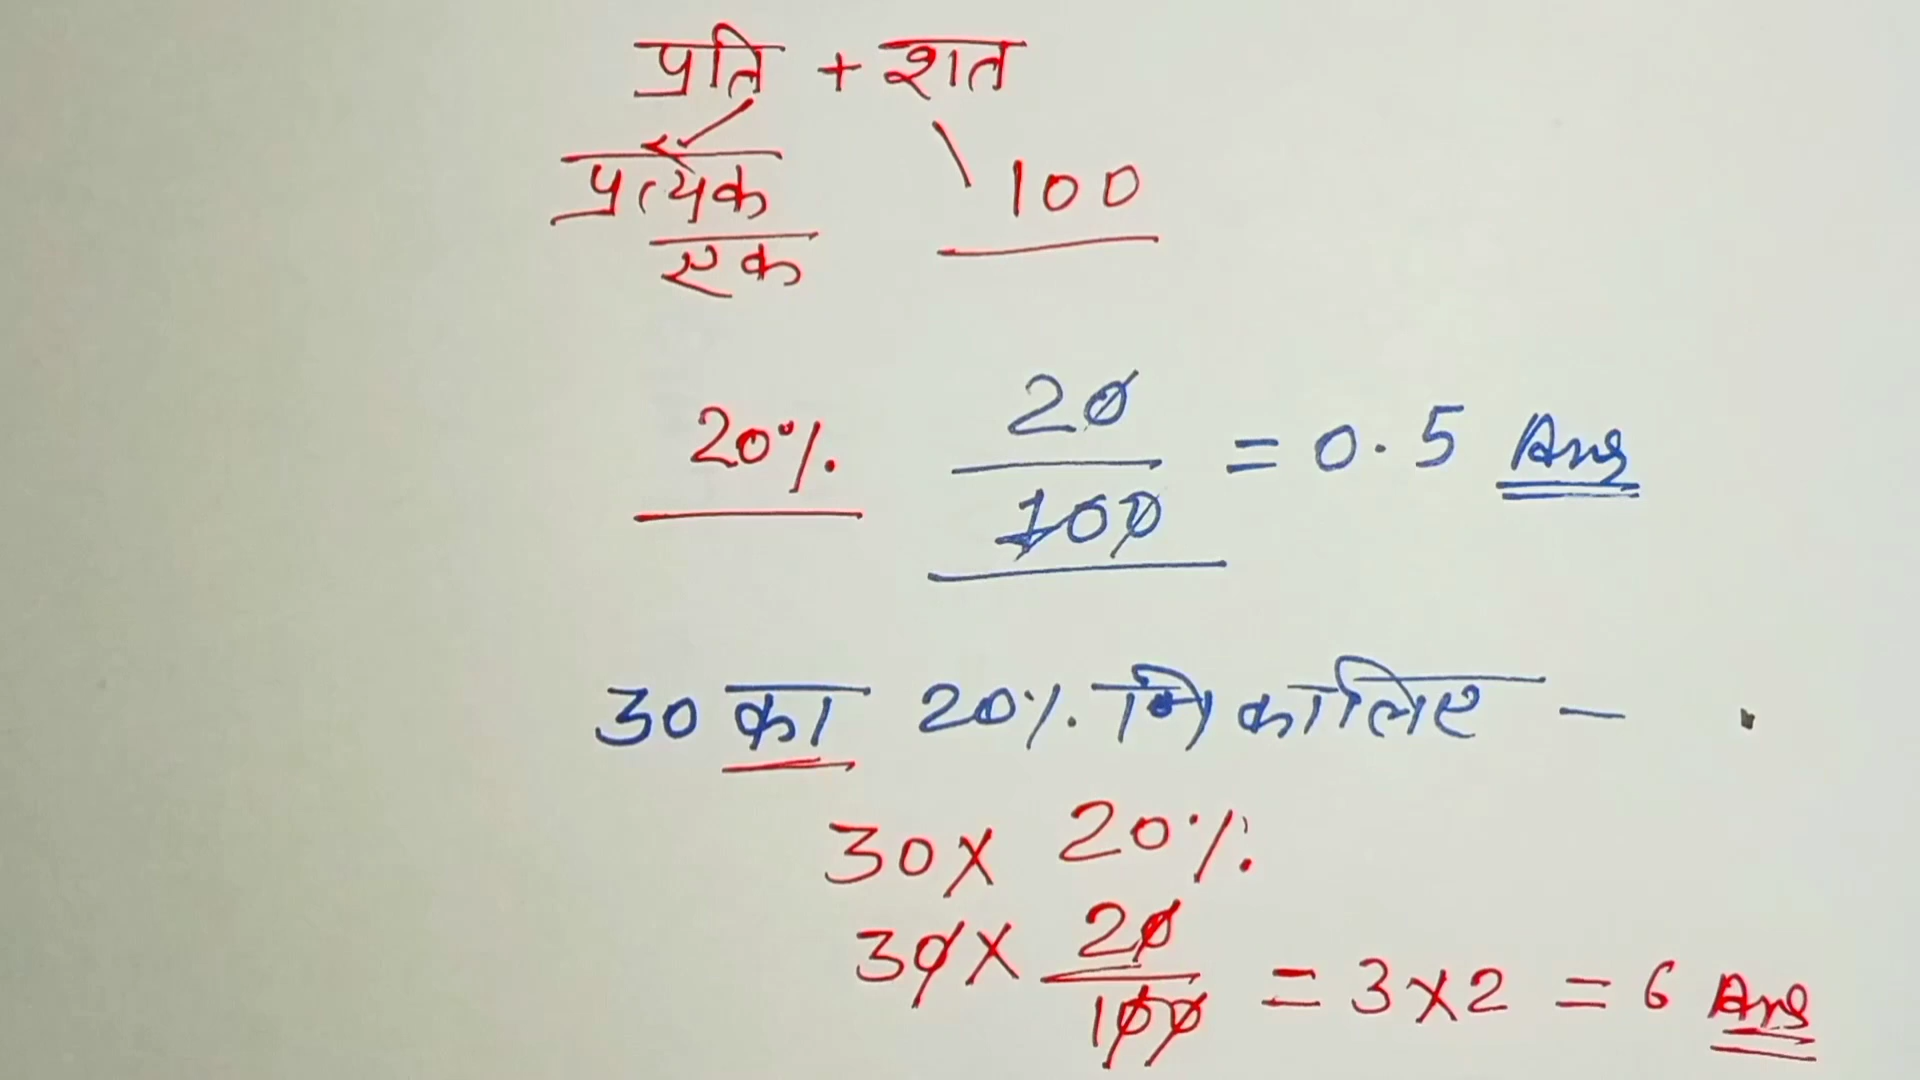 प्रति + शत
प्रत्येक 100
एक
20% 20/100 = 0.5 Ans
30 का 20% निकालिए -
30 x 20%
30 x 20/100 = 3 x 2 = 6 Ans